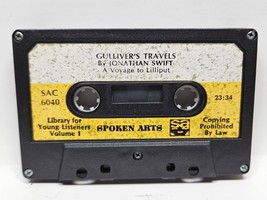 GULLIVER'S TRAVELS
By JONATHAN SWIFT
A Voyage to Lilliput
SAC
6040
23:34
Library for
Young Listeners
Volume 1
SPOKEN ARTS
sa
Copying
Prohibited
By Law